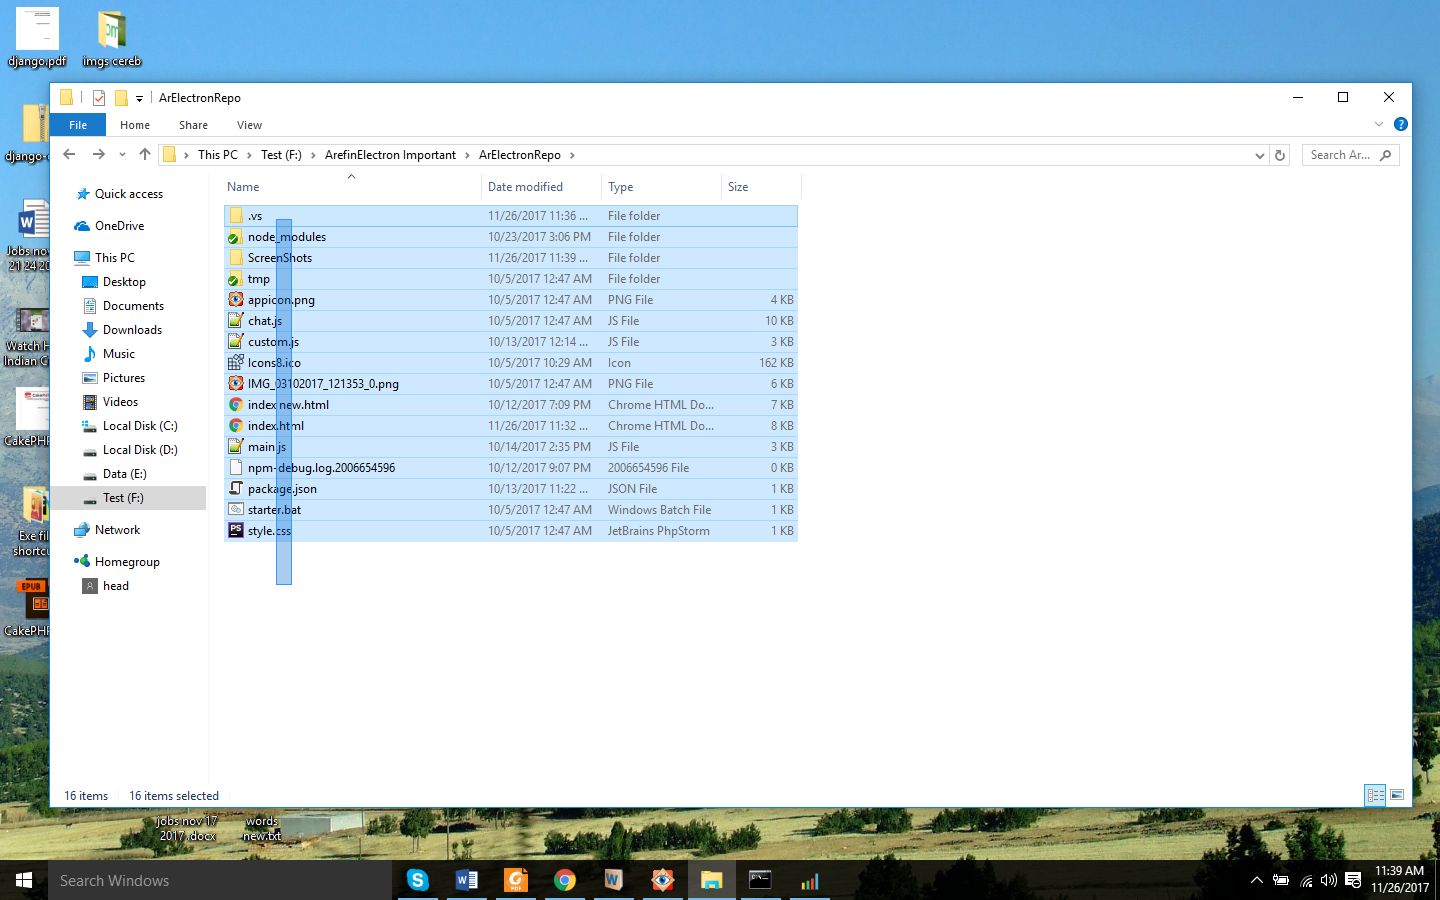 django.pdf
imgs cereb
ArElectronRepo
File
Home
Share
View
This PC
Test (F:)
ArefinElectron Important
ArElectronRepo
Search Ar...
Quick access
OneDrive
This PC
Desktop
Documents
Downloads
Music
Pictures
Videos
Local Disk (C:)
Local Disk (D:)
Data (E:)
Test (F:)
Network
Homegroup
head
Name Date modified Type Size
.vs 11/26/2017 11:36 ... File folder
node_modules 10/23/2017 3:06 PM File folder
ScreenShots 11/26/2017 11:39 ... File folder
tmp 10/5/2017 12:47 AM File folder
appicon.png 10/5/2017 12:47 AM PNG File 4 KB
chat.js 10/5/2017 12:47 AM JS File 10 KB
custom.js 10/13/2017 12:14 ... JS File 3 KB
Icons8.ico 10/5/2017 10:29 AM Icon 162 KB
IMG_03102017_121353_0.png 10/5/2017 12:47 AM PNG File 6 KB
index new.html 10/12/2017 7:09 PM Chrome HTML Do... 7 KB
index.html 11/26/2017 11:32 ... Chrome HTML Do... 8 KB
main.js 10/14/2017 2:35 PM JS File 3 KB
npm-debug.log.2006654596 10/12/2017 9:07 PM 2006654596 File 0 KB
package.json 10/13/2017 11:22 ... JSON File 1 KB
starter.bat 10/5/2017 12:47 AM Windows Batch File 1 KB
style.css 10/5/2017 12:47 AM JetBrains PhpStorm 1 KB
16 items 16 items selected
django-
Jobs nov
21 24 20
Watch H
Indian C
CakePHP
Exe fil
shortcu
EPUB
CakePHP
jobs nov 17
2017 .docx
words
new.txt
Search Windows
11:39 AM
11/26/2017